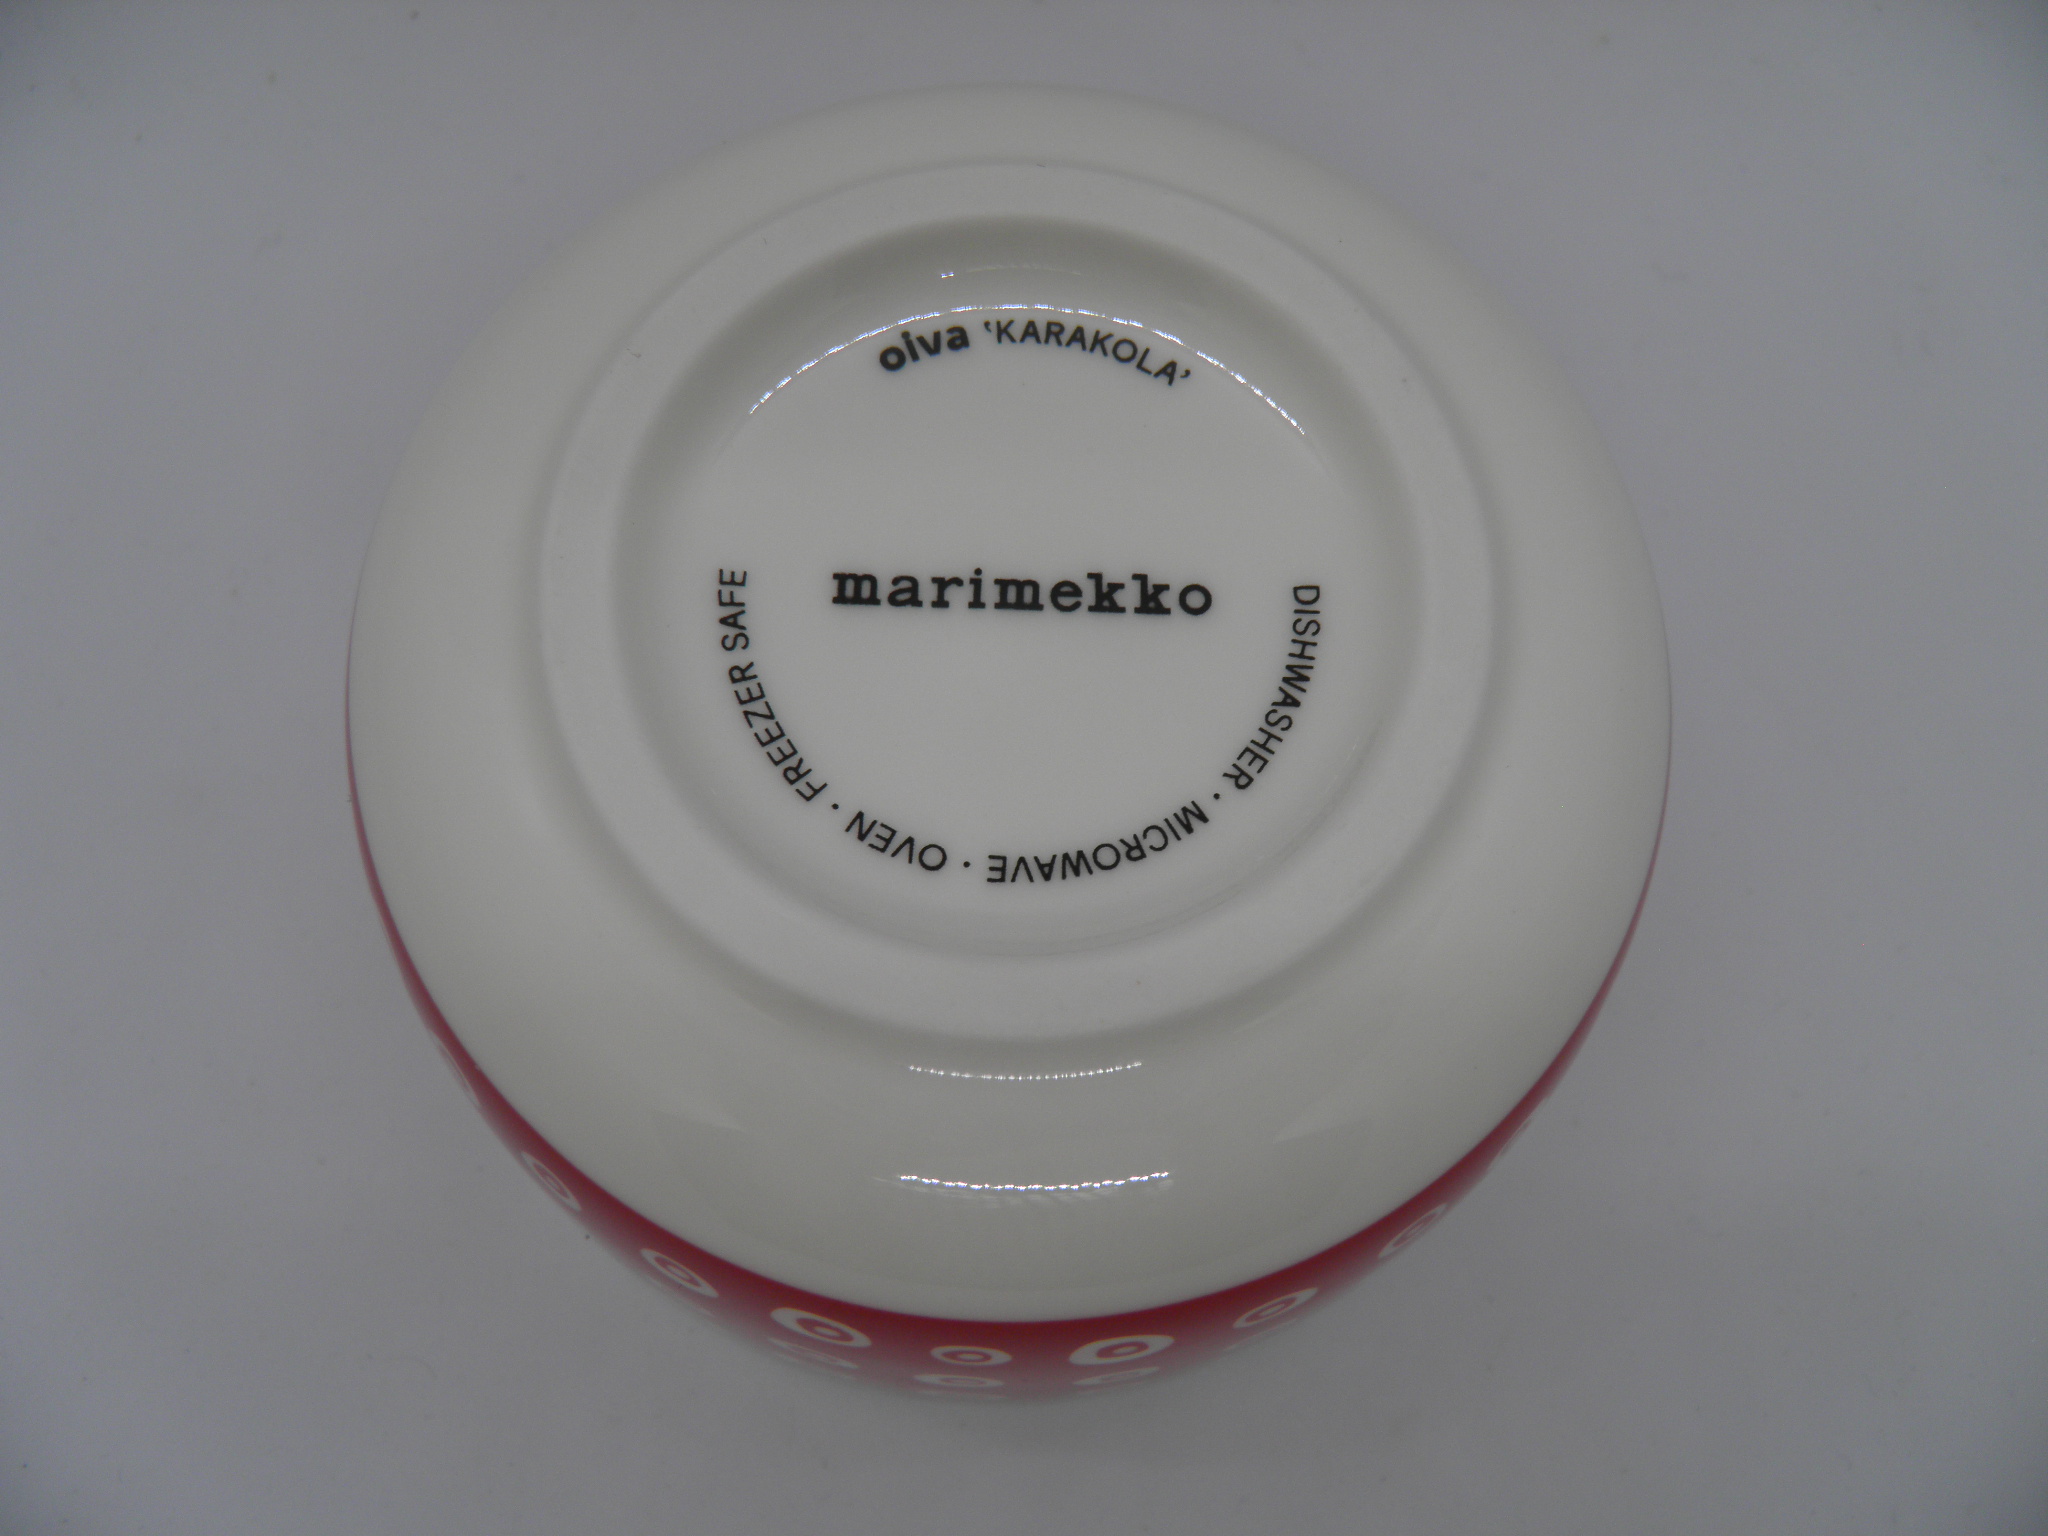 oiva ‘KARAKOLA’
marimekko
DISHWASHER · MICROWAVE · OVEN · FREEZER SAFE